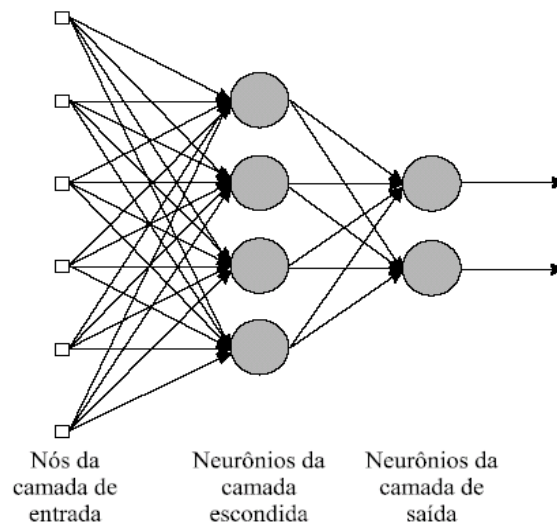 Nós da
camada de
entrada
Neurônios da
camada
escondida
Neurônios da
camada de
saída